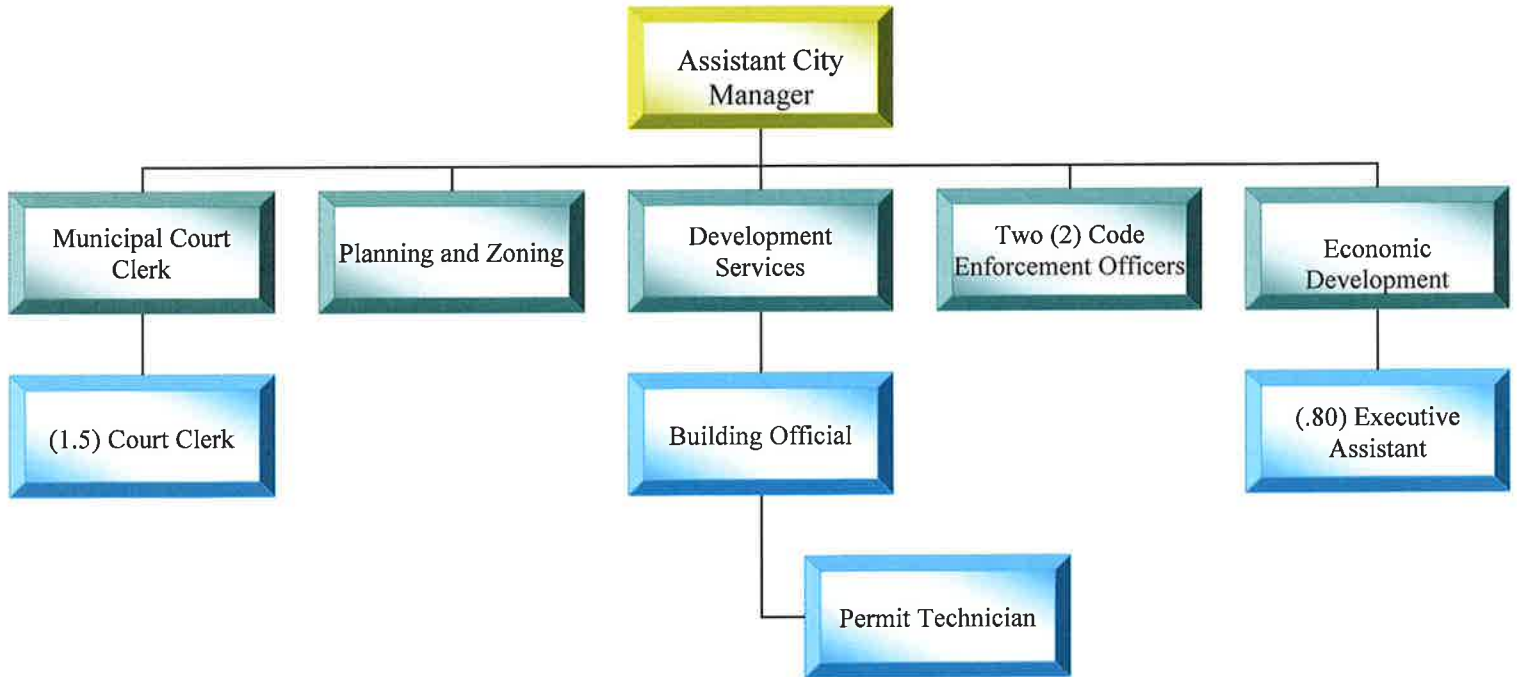 Assistant City
Manager
Municipal Court
Clerk
Planning and Zoning
Development
Services
Two (2) Code
Enforcement Officers
Economic
Development
(1.5) Court Clerk
Building Official
(.80) Executive
Assistant
Permit Technician